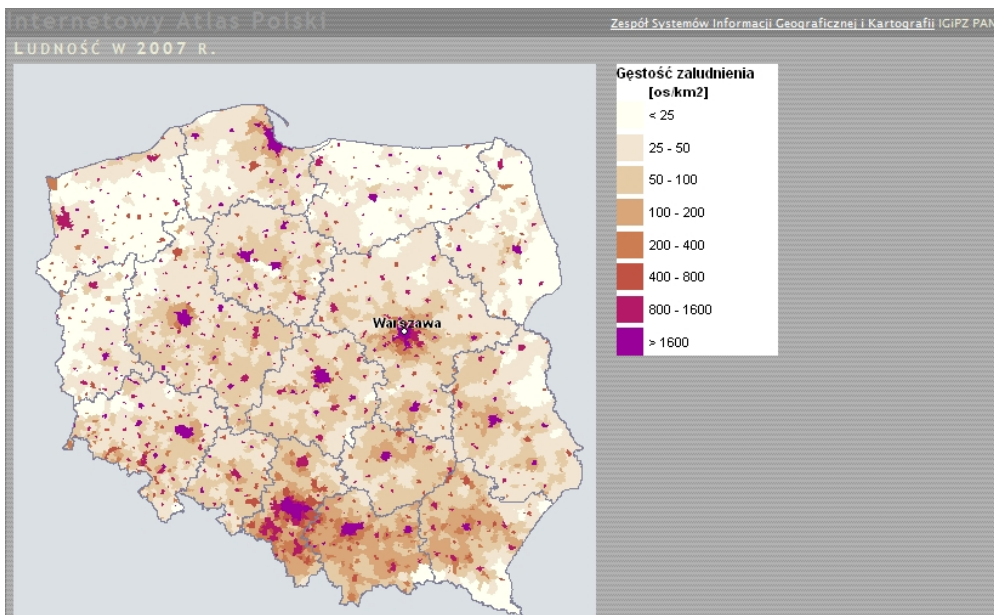 Internetowy Atlas Polski
Zespół Systemów Informacji Geograficznej i Kartografii IGiPZ PAN
LUDNOŚĆ W 2007 R.
Gęstość zaludnienia
[os/km2]
< 25
25 - 50
50 - 100
100 - 200
200 - 400
400 - 800
800 - 1600
> 1600
Warszawa